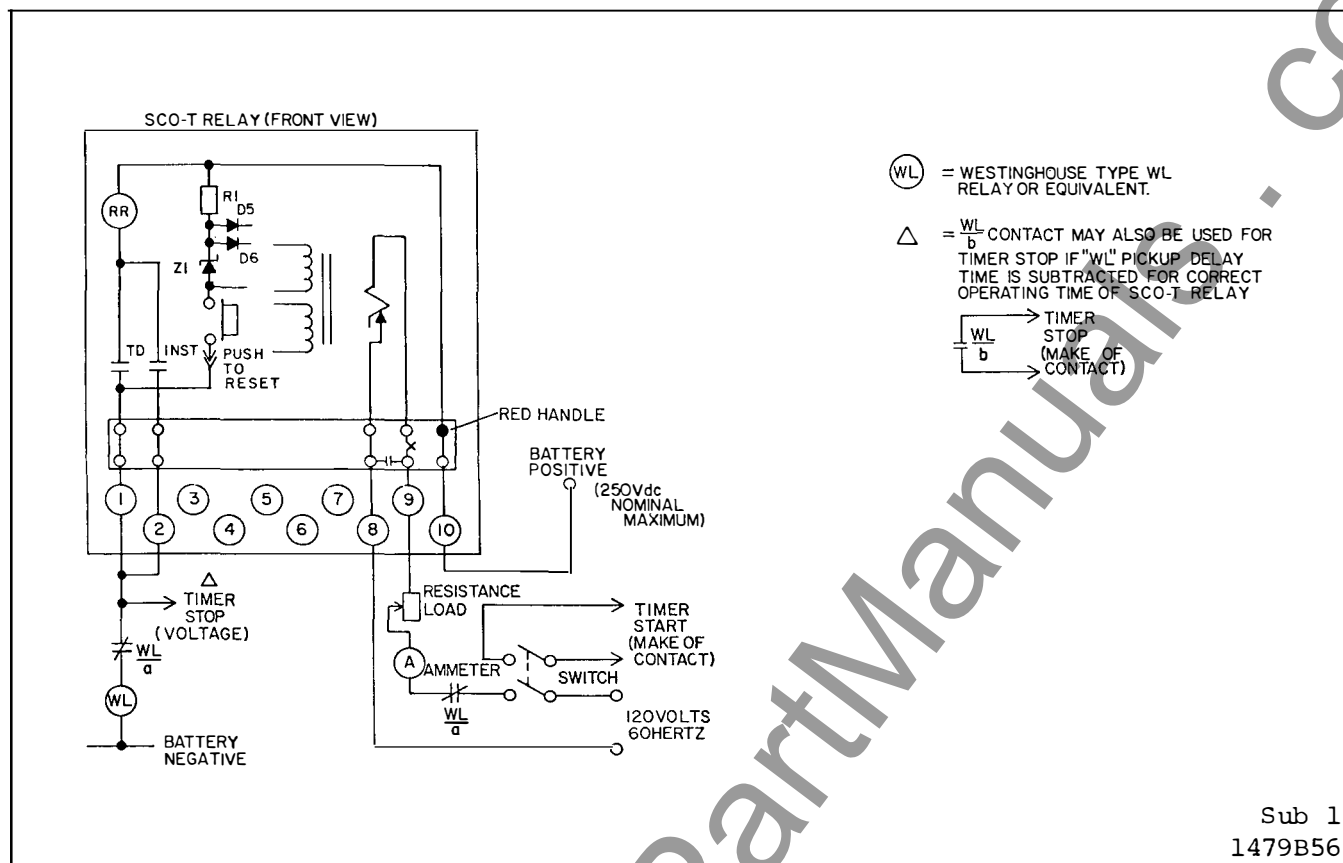 SCO-T RELAY (FRONT VIEW)
RR
R1
D5
D6
Z1
TD
INST
PUSH
TO
RESET
RED HANDLE
BATTERY
POSITIVE
(250Vdc
NOMINAL
MAXIMUM)
1
2
3
4
5
6
7
8
9
10
Δ
TIMER
STOP
(VOLTAGE)
WL
a
WL
BATTERY
NEGATIVE
RESISTANCE
LOAD
A
AMMETER
WL
a
SWITCH
TIMER
START
(MAKE OF
CONTACT)
120VOLTS
60HERTZ
WL = WESTINGHOUSE TYPE WL
RELAY OR EQUIVALENT.
Δ = WL/b CONTACT MAY ALSO BE USED FOR
TIMER STOP IF "WL" PICKUP DELAY
TIME IS SUBTRACTED FOR CORRECT
OPERATING TIME OF SCO-T RELAY
WL
b
TIMER
STOP
(MAKE OF
CONTACT)
Sub 1
1479B56
PartManuals.co